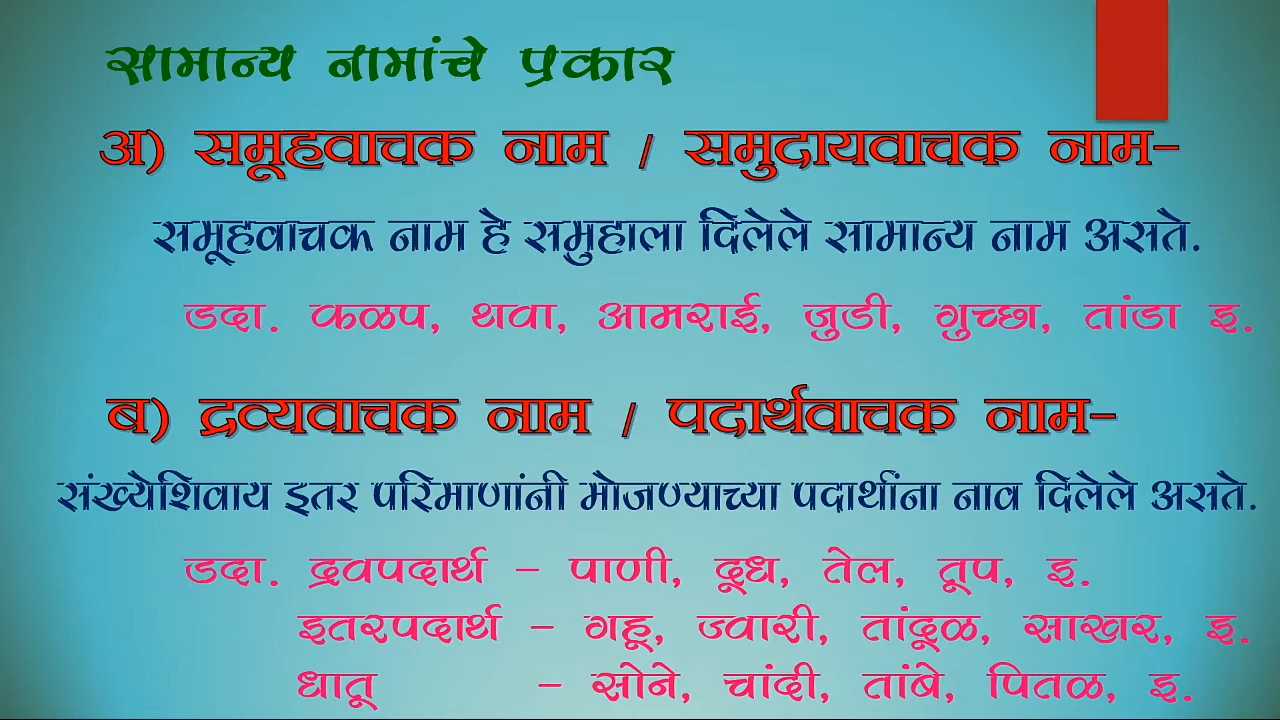 सामान्य नामांचे प्रकार
अ) समूहवाचक नाम / समुदायवाचक नाम-
समूहवाचक नाम हे समुहाला दिलेले सामान्य नाम असते.
उदा. कळप, थवा, आमराई, जुडी, गुच्छा, तांडा इ.
ब) द्रव्यवाचक नाम / पदार्थवाचक नाम-
संख्येशिवाय इतर परिमाणांनी मोजण्याच्या पदार्थांना नाव दिलेले असते.
उदा. द्रवपदार्थ - पाणी, दूध, तेल, तूप, इ.
इतरपदार्थ - गहू, ज्वारी, तांदूळ, साखर, इ.
धातू - सोने, चांदी, तांबे, पितळ, इ.